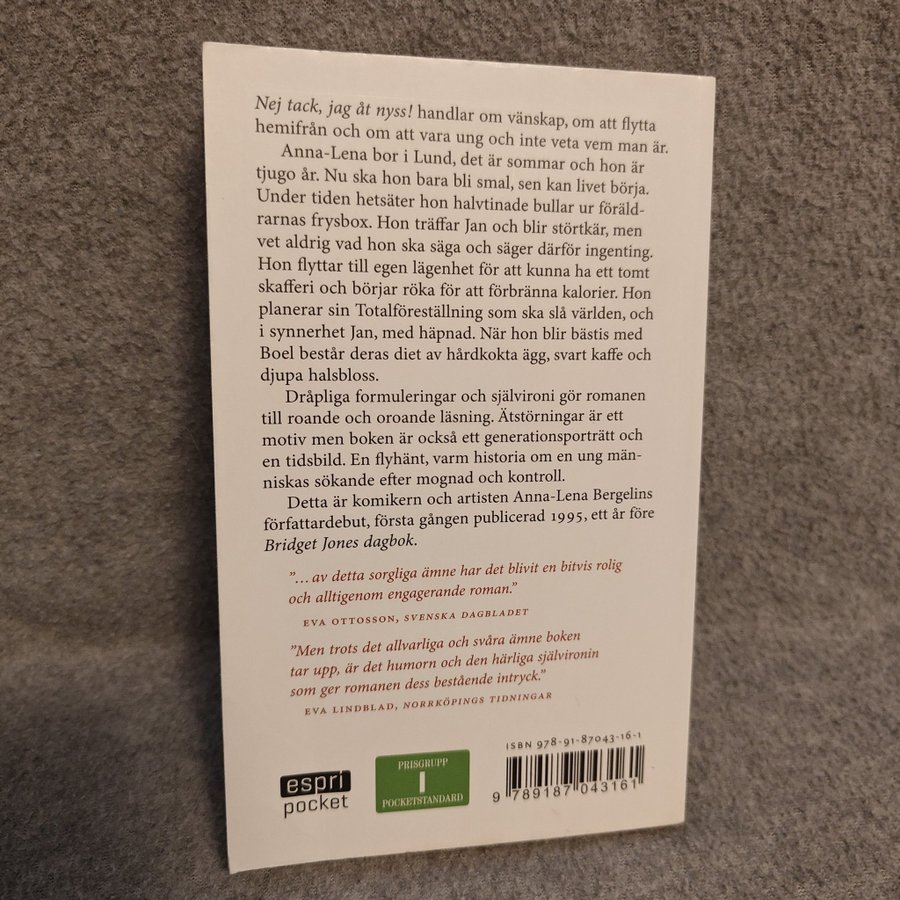 Nej tack, jag åt nyss! handlar om vänskap, om att flytta
hemifrån och om att vara ung och inte veta vem man är.
Anna-Lena bor i Lund, det är sommar och hon är
tjugo år. Nu ska hon bara bli smal, sen kan livet börja.
Under tiden hetsäter hon halvtinade bullar ur föräld-
rarnas frysbox. Hon träffar Jan och blir störtkär, men
vet aldrig vad hon ska säga och säger därför ingenting.
Hon flyttar till egen lägenhet för att kunna ha ett tomt
skafferi och börjar röka för att förbränna kalorier. Hon
planerar sin Totalföreställning som ska slå världen, och
i synnerhet Jan, med häpnad. När hon blir bästis med
Boel består deras diet av hårdkokta ägg, svart kaffe och
djupa halsbloss.
Dråpliga formuleringar och självironi gör romanen
till roande och oroande läsning. Ätstörningar är ett
motiv men boken är också ett generationsporträtt och
en tidsbild. En flyhänt, varm historia om en ung män-
niskas sökande efter mognad och kontroll.
Detta är komikern och artisten Anna-Lena Bergelins
författardebut, första gången publicerad 1995, ett år före
Bridget Jones dagbok.
”… av detta sorgliga ämne har det blivit en bitvis rolig
och alltigenom engagerande roman.”
EVA OTTOSSON, SVENSKA DAGBLADET
”Men trots det allvarliga och svåra ämne boken
tar upp, är det humorn och den härliga självironin
som ger romanen dess bestående intryck.”
EVA LINDBLAD, NORRKÖPINGS TIDNINGAR
espri
pocket
PRISGRUPP
I
POCKETSTANDARD
ISBN 978-91-87043-16-1
9 789187 043161